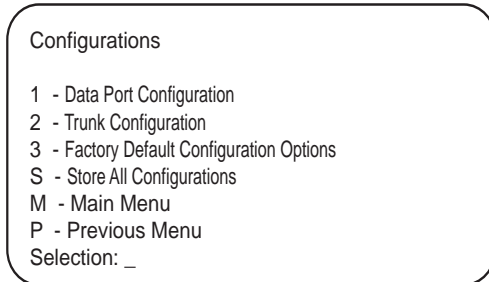 Configurations
1 - Data Port Configuration
2 - Trunk Configuration
3 - Factory Default Configuration Options
S - Store All Configurations
M - Main Menu
P - Previous Menu
Selection: _